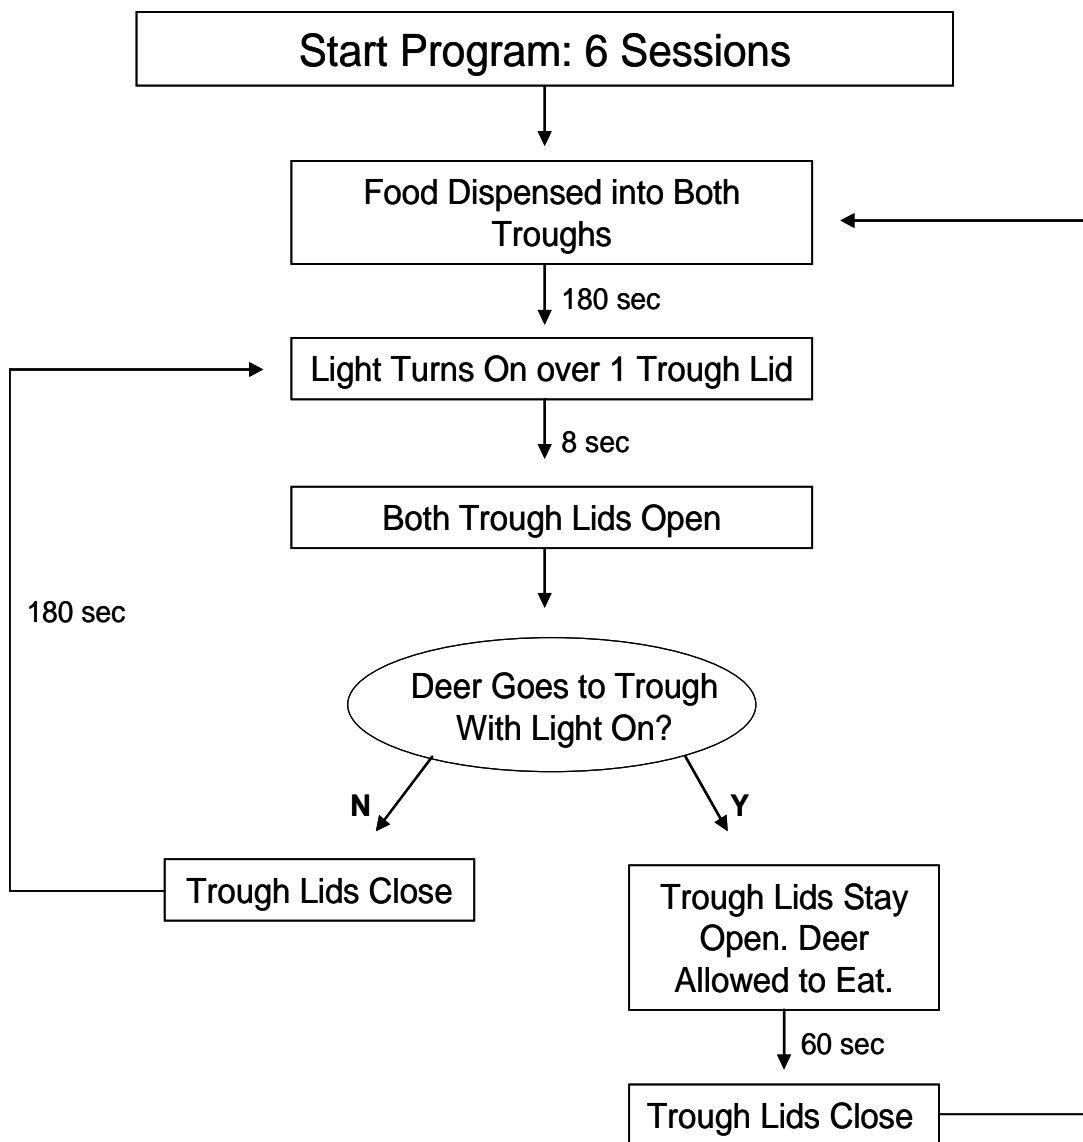 Start Program: 6 Sessions
Food Dispensed into Both
Troughs
180 sec
Light Turns On over 1 Trough Lid
8 sec
Both Trough Lids Open
180 sec
Deer Goes to Trough
With Light On?
N
Y
Trough Lids Close
Trough Lids Stay
Open. Deer
Allowed to Eat.
60 sec
Trough Lids Close